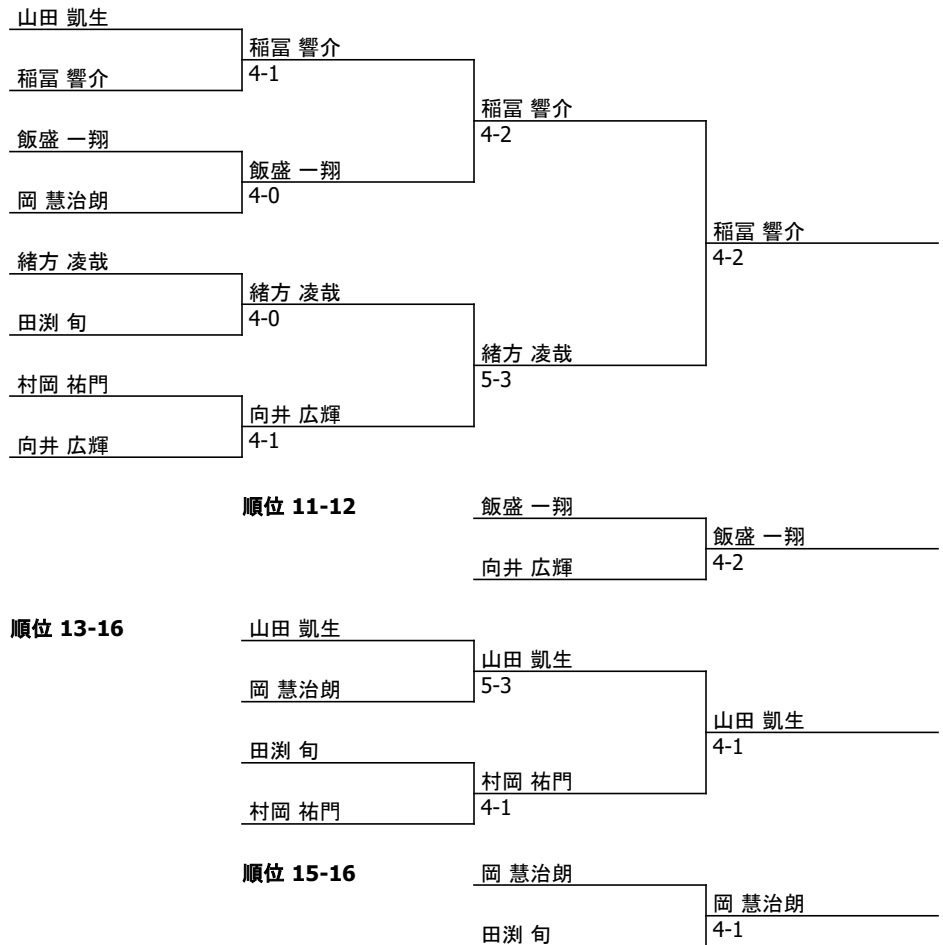 山田 凱生
稲冨 響介
4-1
稲冨 響介
稲冨 響介
4-2
飯盛 一翔
飯盛 一翔
4-0
岡 慧治朗
稲冨 響介
4-2
緒方 凌哉
緒方 凌哉
4-0
田渕 旬
緒方 凌哉
5-3
村岡 祐門
向井 広輝
4-1
向井 広輝
順位 11-12
飯盛 一翔
飯盛 一翔
4-2
向井 広輝
順位 13-16
山田 凱生
山田 凱生
5-3
岡 慧治朗
山田 凱生
4-1
田渕 旬
村岡 祐門
4-1
村岡 祐門
順位 15-16
岡 慧治朗
岡 慧治朗
4-1
田渕 旬